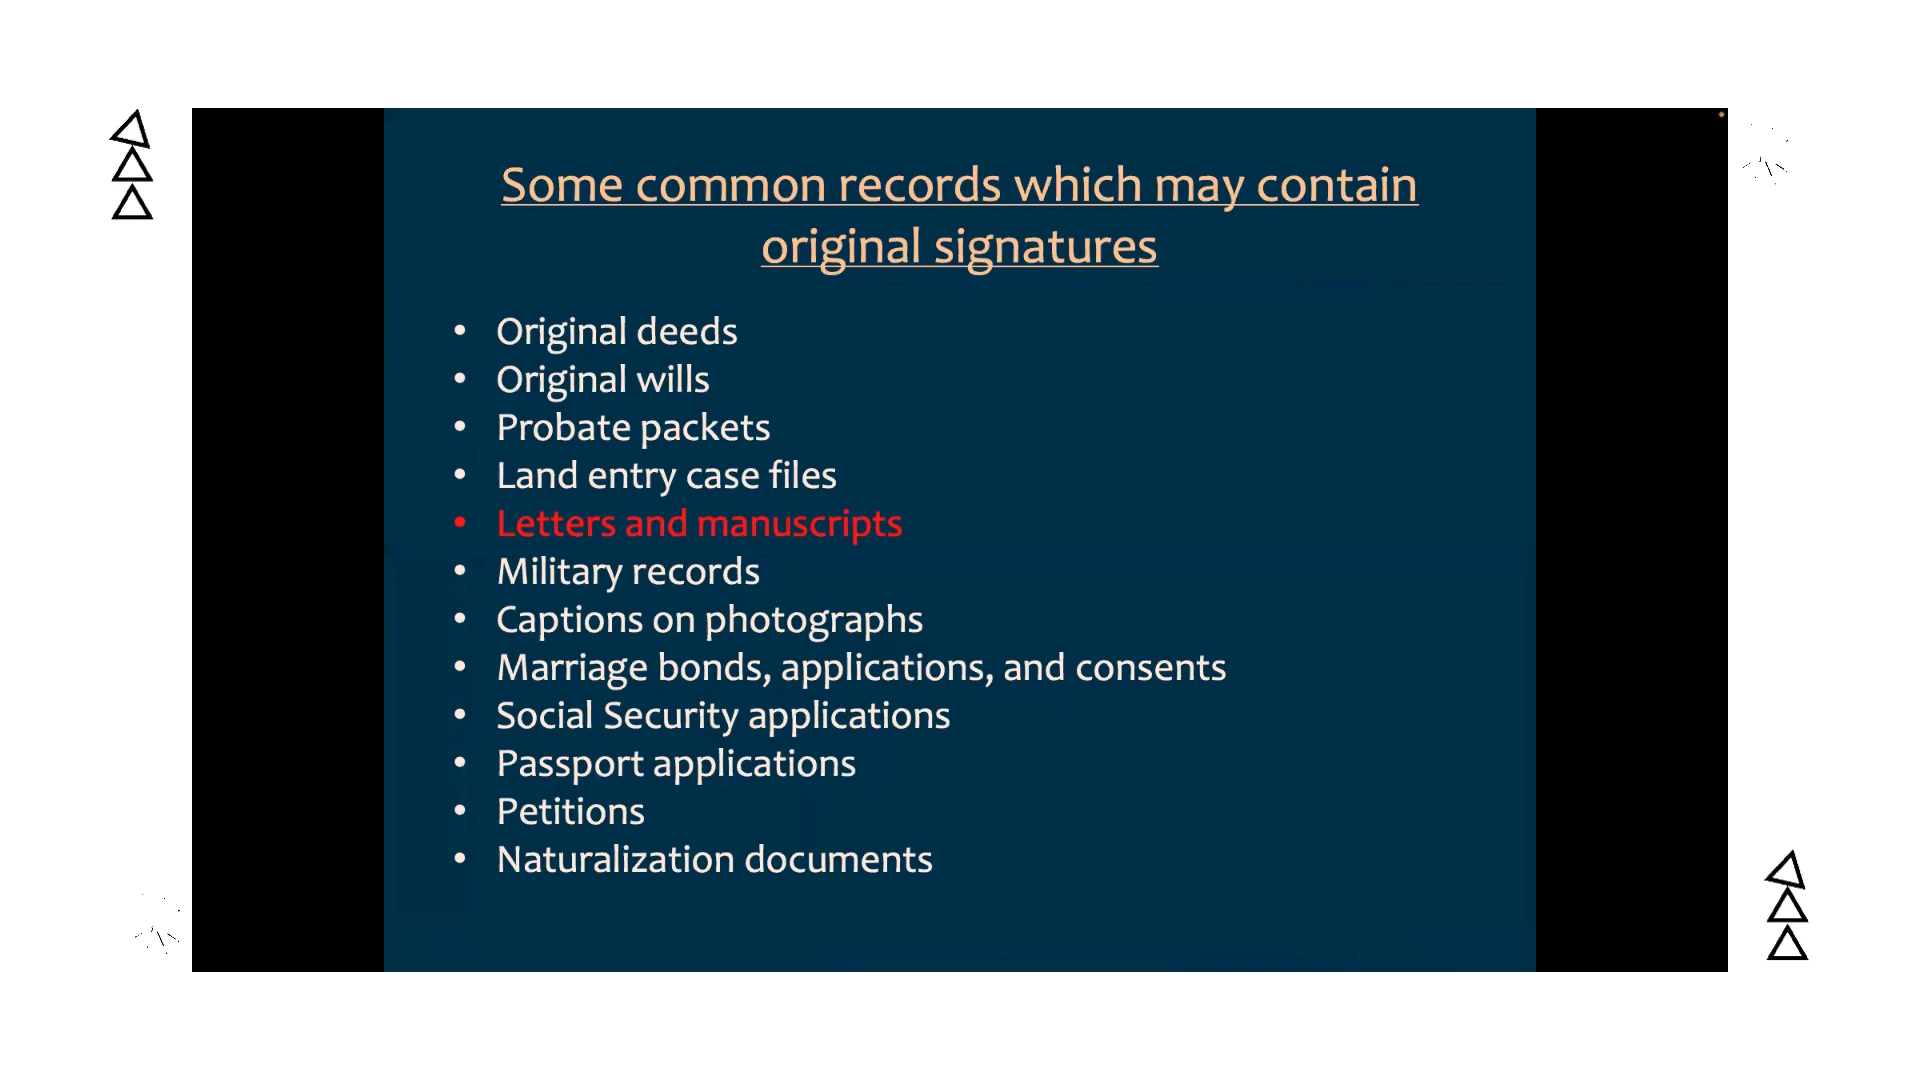 Some common records which may contain
original signatures
• Original deeds
• Original wills
• Probate packets
• Land entry case files
• Letters and manuscripts
• Military records
• Captions on photographs
• Marriage bonds, applications, and consents
• Social Security applications
• Passport applications
• Petitions
• Naturalization documents